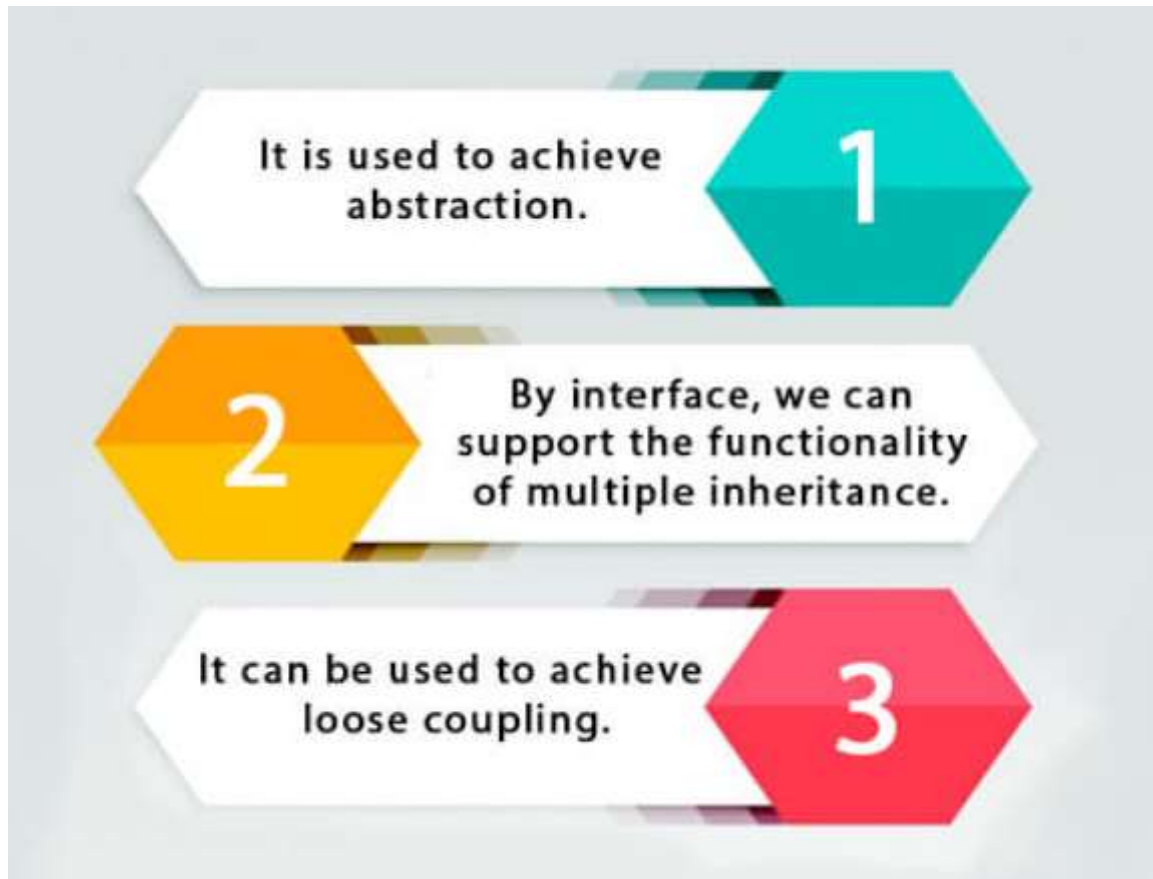 It is used to achieve
abstraction.
1
2
By interface, we can
support the functionality
of multiple inheritance.
It can be used to achieve
loose coupling.
3